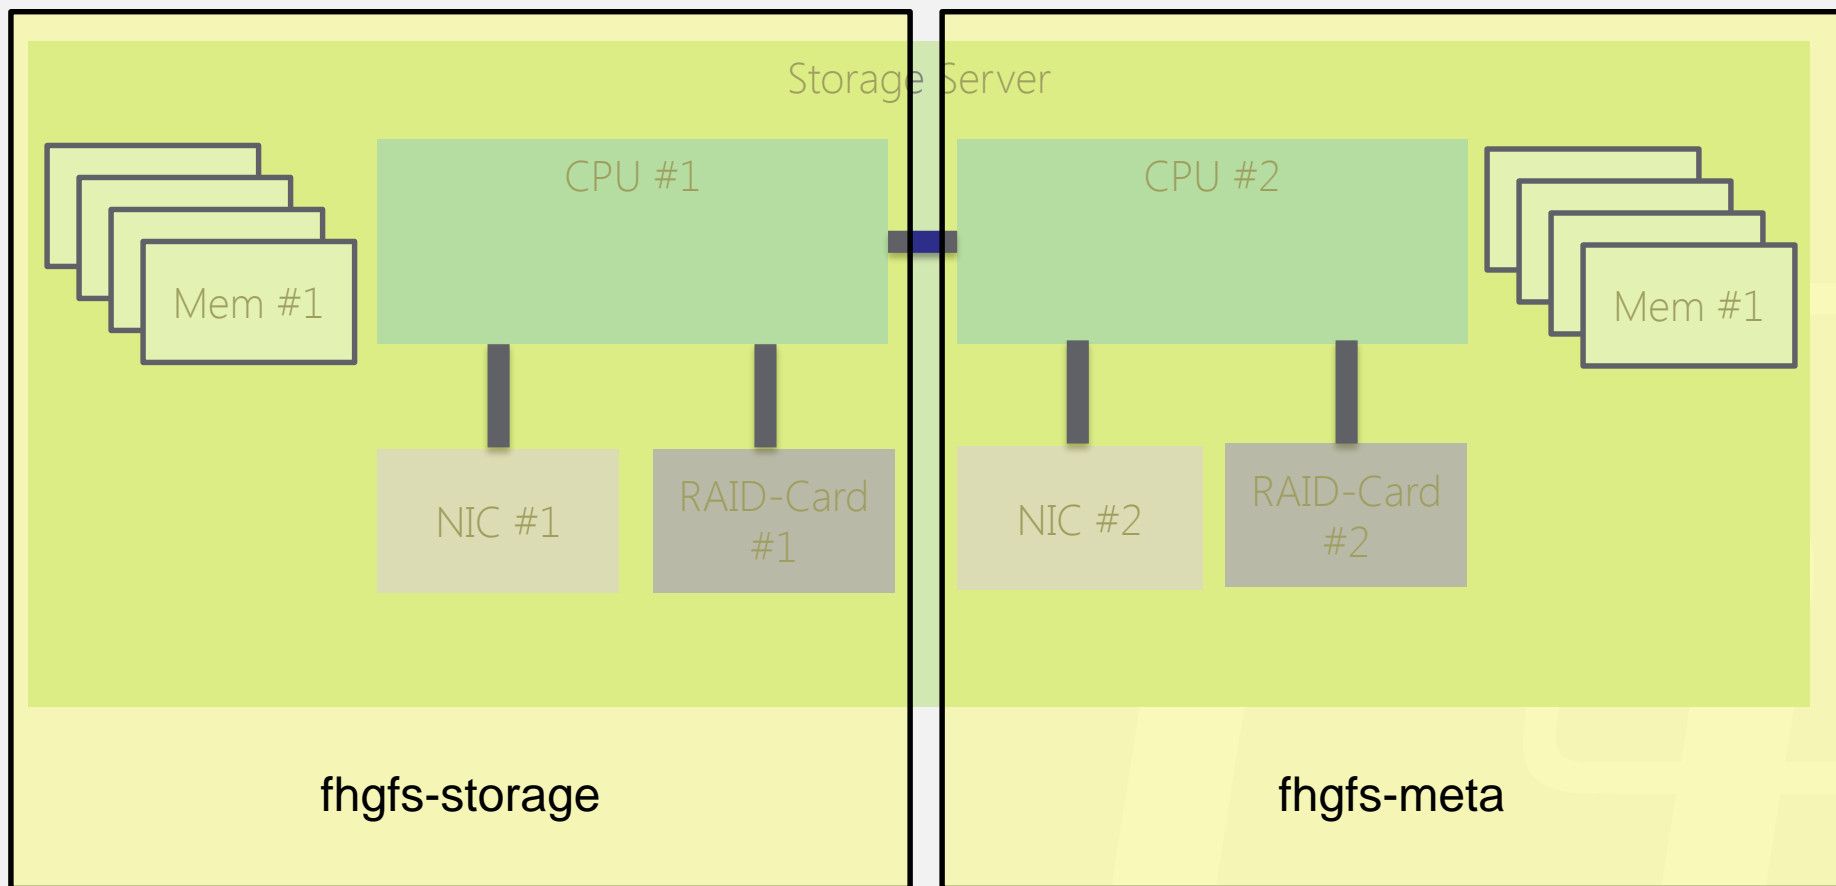 Storage Server
CPU #1
CPU #2
Mem #1
Mem #1
NIC #1
RAID-Card
#1
NIC #2
RAID-Card
#2
fhgfs-storage
fhgfs-meta